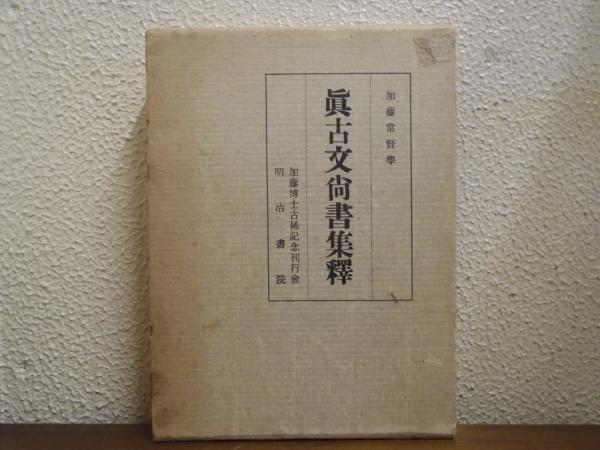 加藤常賢學
眞古文尙書集釋
加藤博士古稀記念刊行會
明治書院